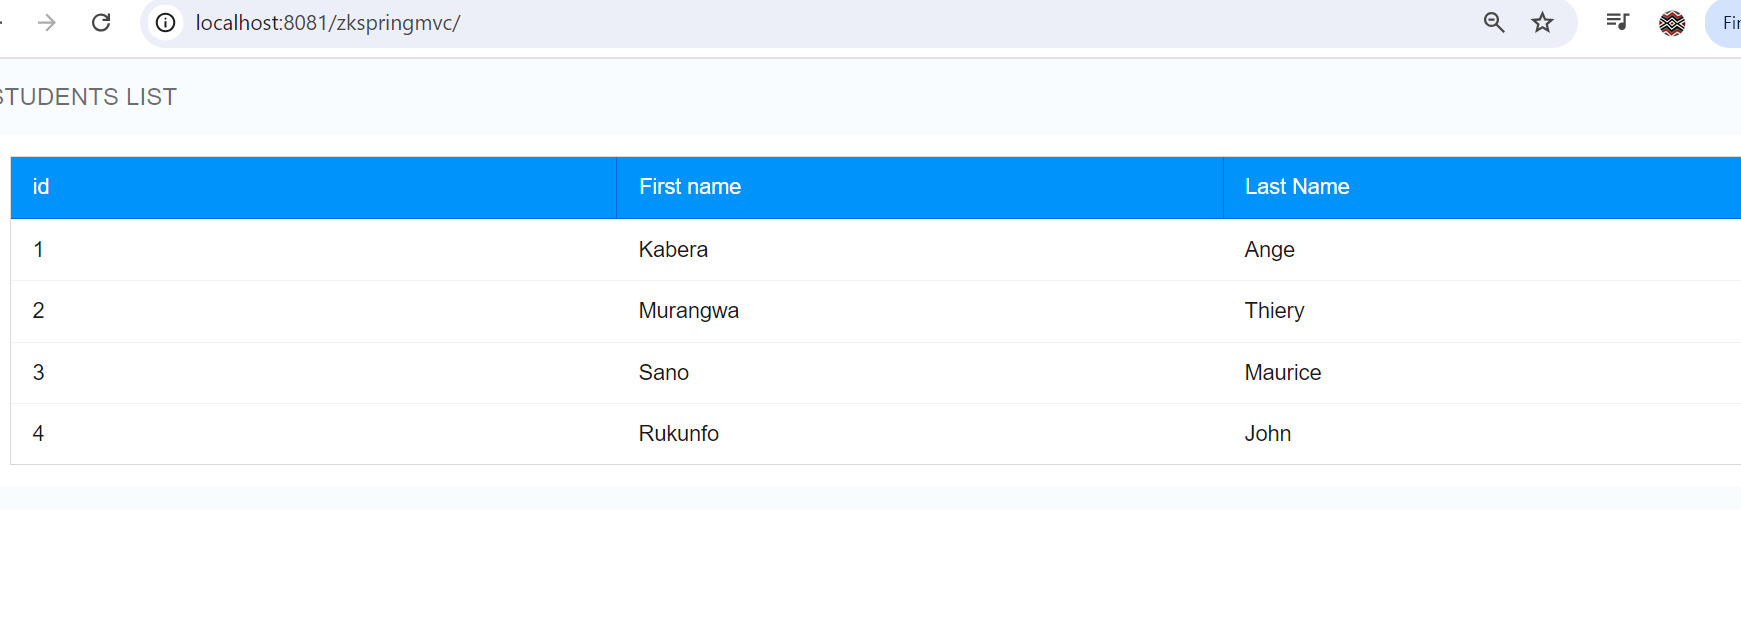 localhost:8081/zkspringmvc/
STUDENTS LIST
id First name Last Name
1 Kabera Ange
2 Murangwa Thiery
3 Sano Maurice
4 Rukunfo John